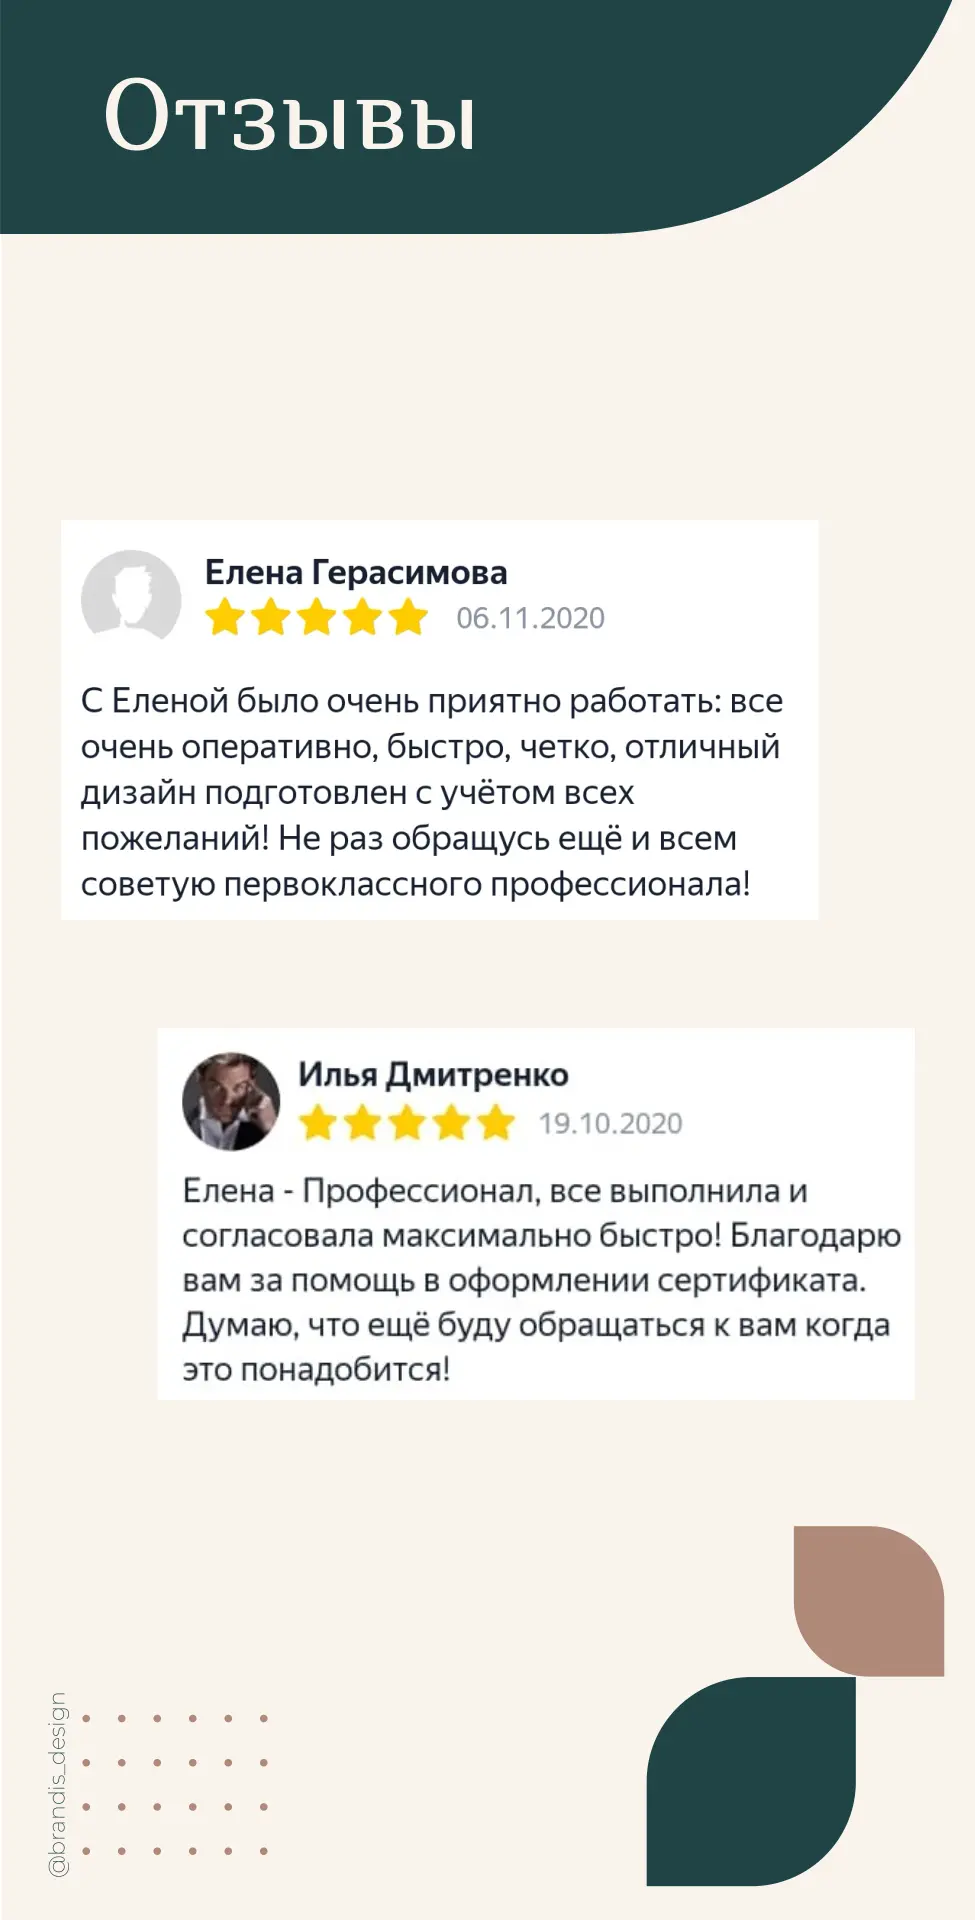 Отзывы
Елена Герасимова
06.11.2020
С Еленой было очень приятно работать: все
очень оперативно, быстро, четко, отличный
дизайн подготовлен с учётом всех
пожеланий! Не раз обращусь ещё и всем
советую первоклассного профессионала!
Илья Дмитренко
19.10.2020
Елена - Профессионал, все выполнила и
согласовала максимально быстро! Благодарю
вам за помощь в оформлении сертификата.
Думаю, что ещё буду обращаться к вам когда
это понадобится!
@brandis_design